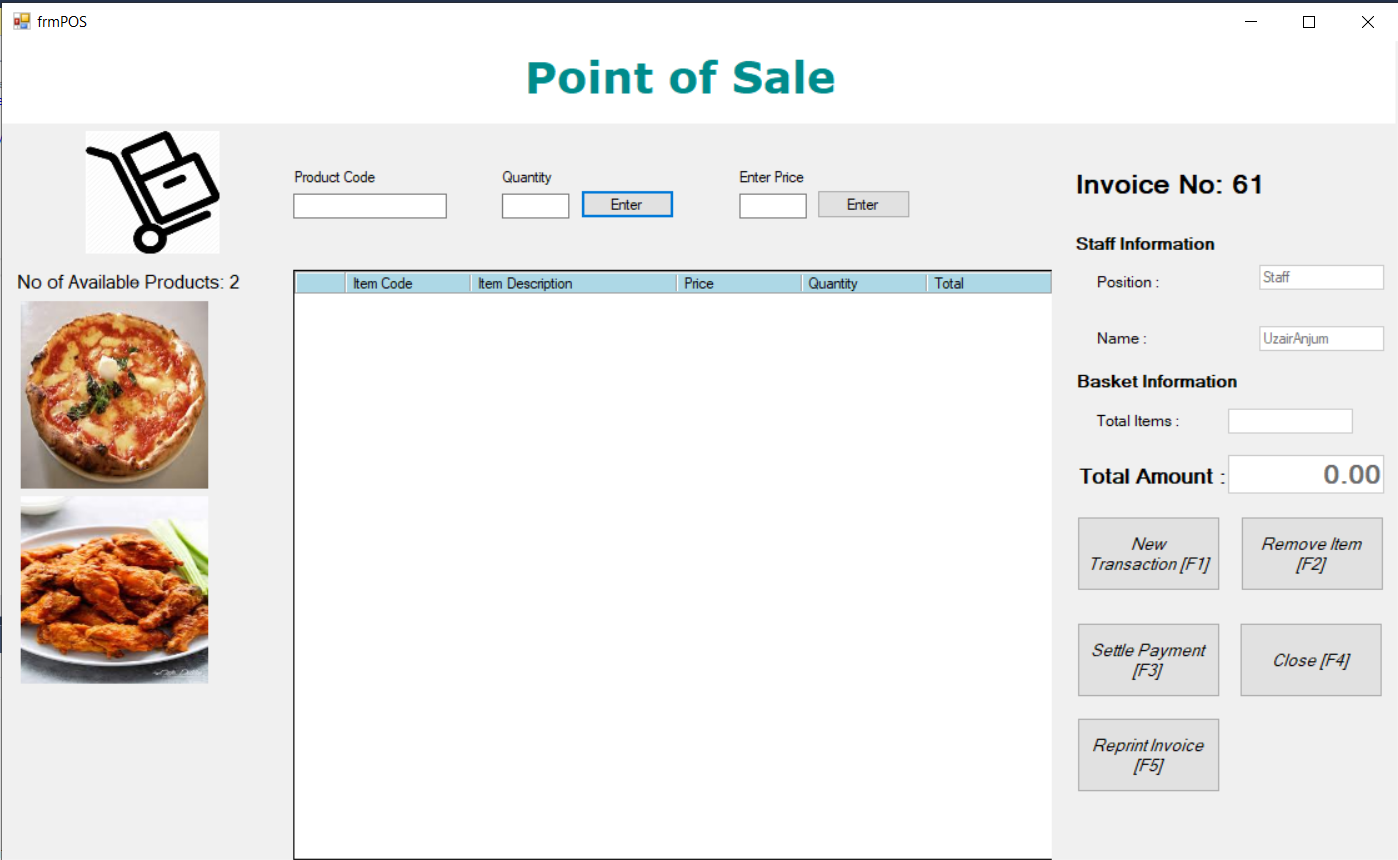 frmPOS
Point of Sale
Product Code
Quantity
Enter
Enter Price
Enter
No of Available Products: 2
Item Code Item Description Price Quantity Total
Invoice No: 61
Staff Information
Position : Staff
Name : UzairAnjum
Basket Information
Total Items :
Total Amount : 0.00
New
Transaction [F1]
Remove Item
[F2]
Settle Payment
[F3]
Close [F4]
Reprint Invoice
[F5]